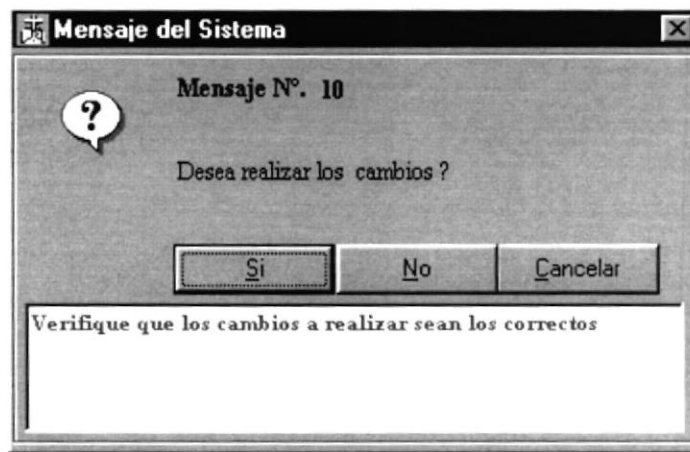 Mensaje del Sistema
Mensaje Nº. 10
?
Desea realizar los cambios ?
Si No Cancelar
Verifique que los cambios a realizar sean los correctos